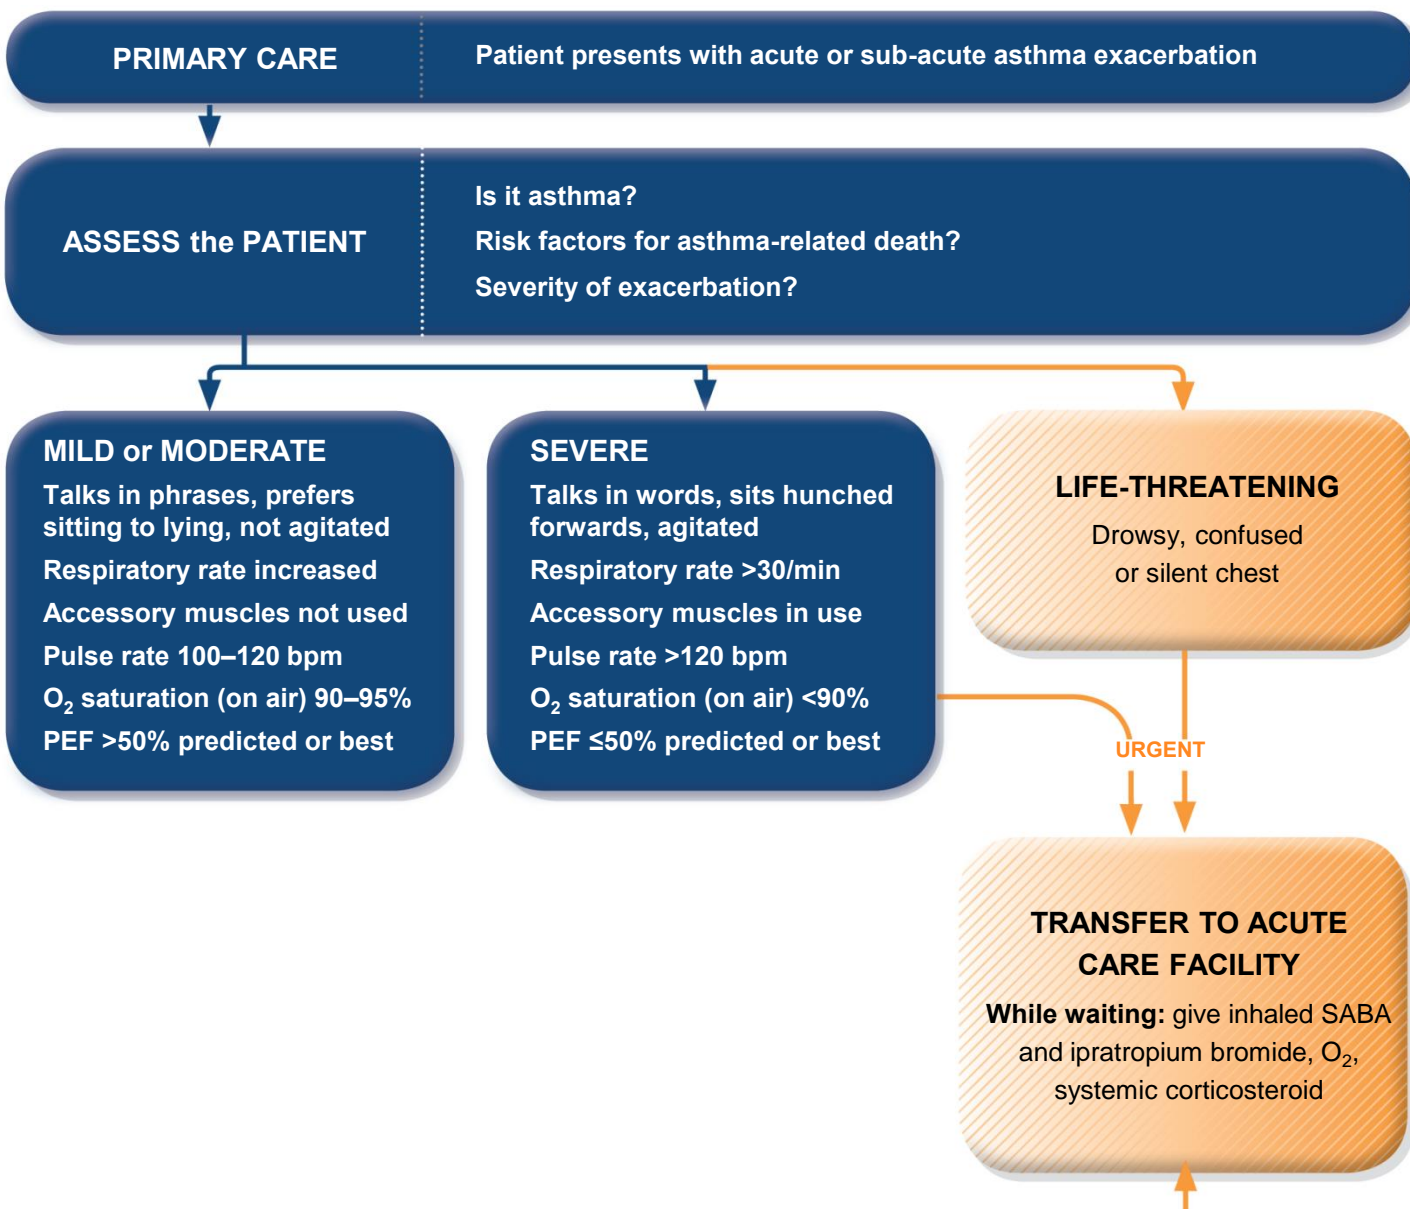 PRIMARY CARE
Patient presents with acute or sub-acute asthma exacerbation
ASSESS the PATIENT
Is it asthma?
Risk factors for asthma-related death?
Severity of exacerbation?
MILD or MODERATE
Talks in phrases, prefers
sitting to lying, not agitated
Respiratory rate increased
Accessory muscles not used
Pulse rate 100–120 bpm
O₂ saturation (on air) 90–95%
PEF >50% predicted or best
SEVERE
Talks in words, sits hunched
forwards, agitated
Respiratory rate >30/min
Accessory muscles in use
Pulse rate >120 bpm
O₂ saturation (on air) <90%
PEF ≤50% predicted or best
LIFE-THREATENING
Drowsy, confused
or silent chest
URGENT
TRANSFER TO ACUTE
CARE FACILITY
While waiting: give inhaled SABA
and ipratropium bromide, O₂,
systemic corticosteroid